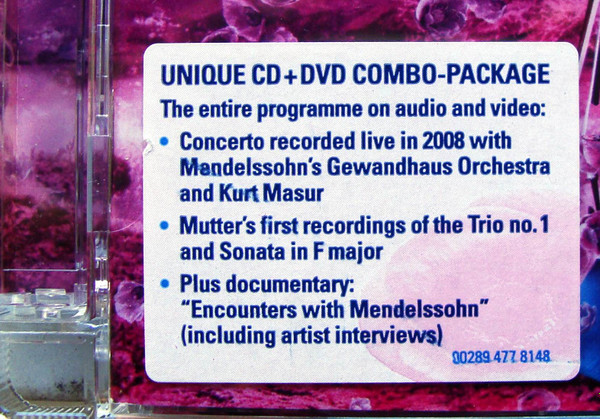 UNIQUE CD+DVD COMBO-PACKAGE
The entire programme on audio and video:
• Concerto recorded live in 2008 with
Mendelssohn's Gewandhaus Orchestra
and Kurt Masur
• Mutter's first recordings of the Trio no. 1
and Sonata in F major
• Plus documentary:
"Encounters with Mendelssohn"
(including artist interviews)
00289 477 8148